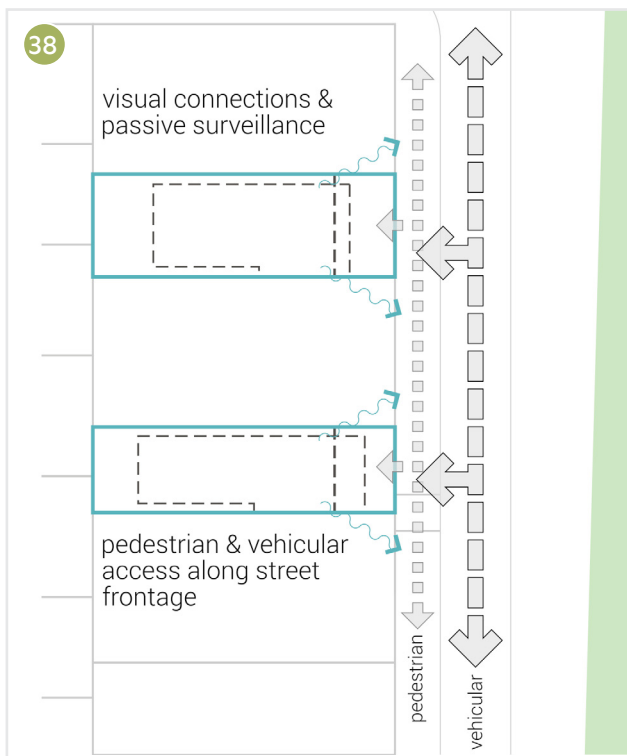 38
visual connections &
passive surveillance
pedestrian & vehicular
access along street
frontage
pedestrian
vehicular